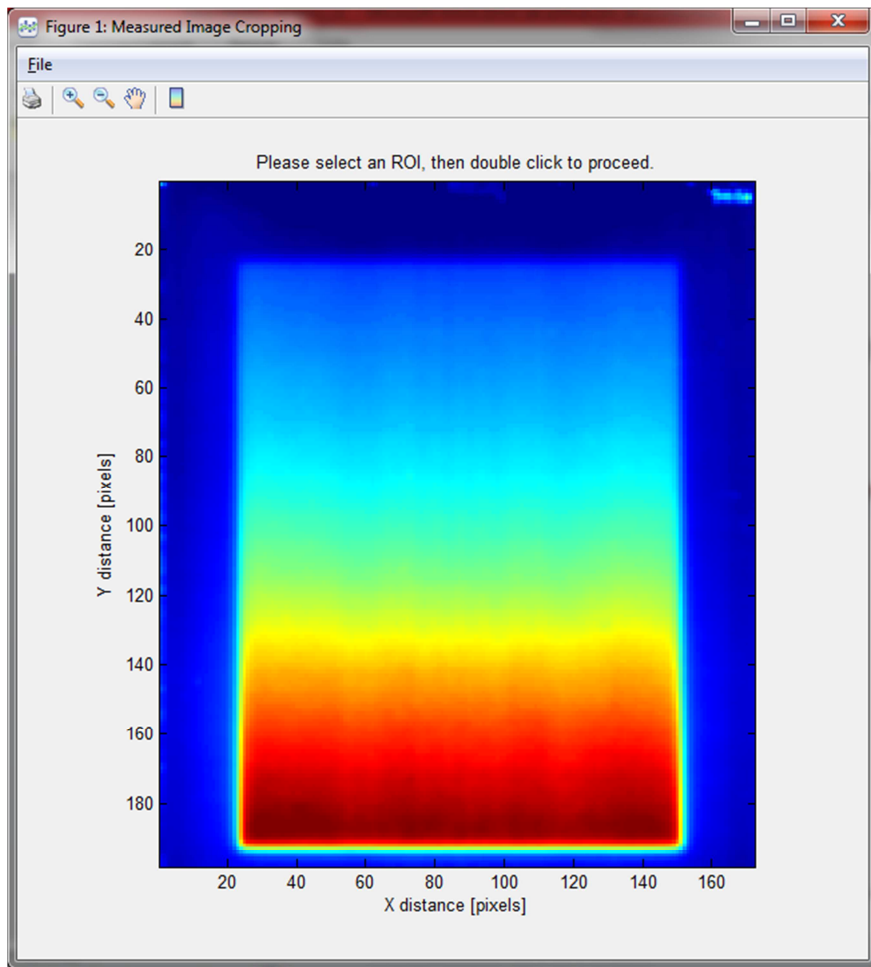 Figure 1: Measured Image Cropping
File
Please select an ROI, then double click to proceed.
20
40
60
80
100
120
140
160
180
Y distance [pixels]
20 40 60 80 100 120 140 160
X distance [pixels]